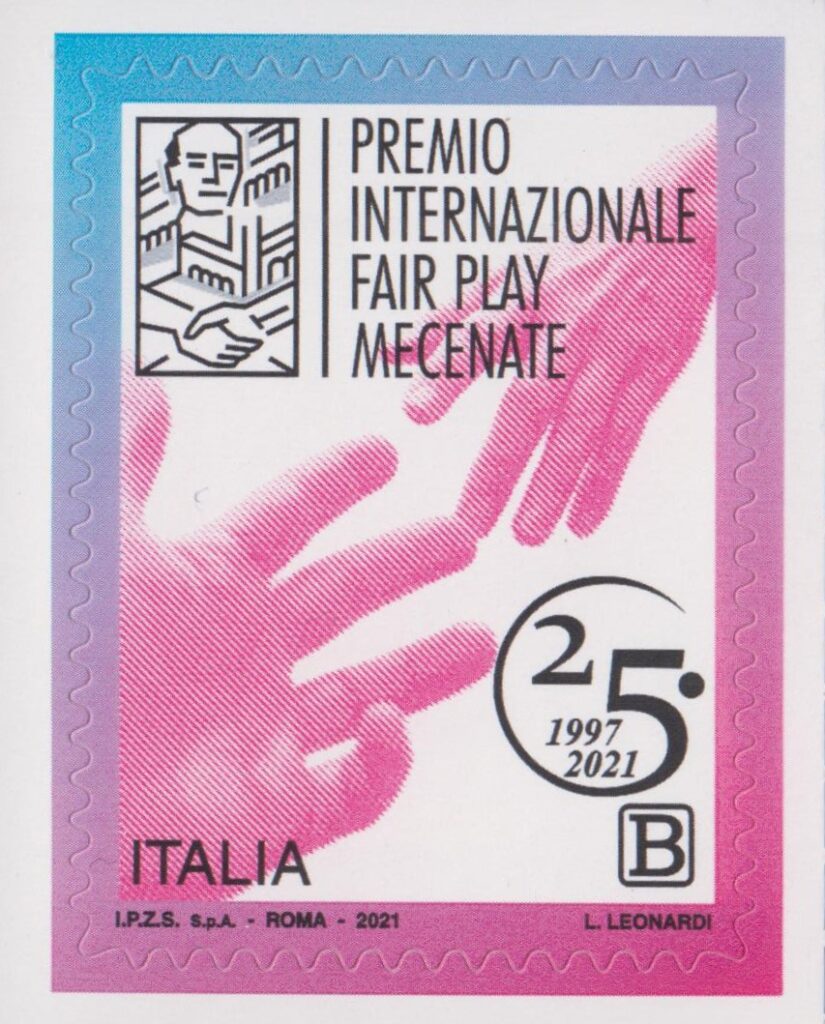 PREMIO
INTERNAZIONALE
FAIR PLAY
MECENATE
25°
1997
2021
B
ITALIA
I.P.Z.S. S.p.A. - ROMA - 2021
L. LEONARDI